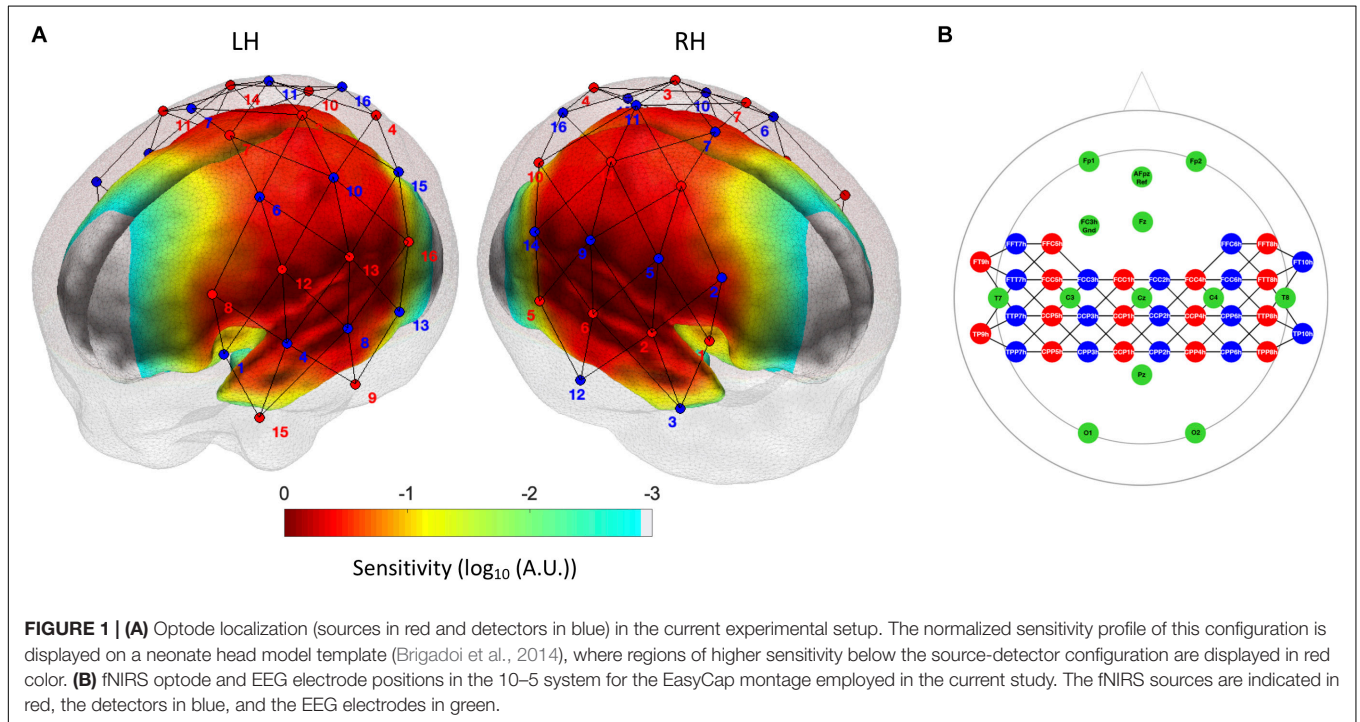 A
LH
RH
B
14
11
10
16
11
7
4
15
10
6
16
13
12
8
13
8
4
1
9
15
4
3
10
7
16
11
6
7
10
14
9
5
2
5
6
2
1
12
3
0 -1 -2 -3
Sensitivity (log10 (A.U.))
Fp1 Fp2
AFpz
Ref
FC3h
Gnd
Fz
FFT7h FFC5h FFC6h FFT8h
FT9h FT10h
FTT7h FCC3h FCC1h FCC2h FCC4h FCC6h FTT8h
T7 C3 Cz C4 T8
TTP7h CCP5h CCP3h CCP1h CCP2h CCP4h CCP6h TTP8h
TP9h TP10h
TPP7h CPP5h CPP3h CPP2h CPP4h CPP6h TPP8h
Pz
O1 O2
FIGURE 1 | (A) Optode localization (sources in red and detectors in blue) in the current experimental setup. The normalized sensitivity profile of this configuration is
displayed on a neonate head model template (Brigadoi et al., 2014), where regions of higher sensitivity below the source-detector configuration are displayed in red
color. (B) fNIRS optode and EEG electrode positions in the 10–5 system for the EasyCap montage employed in the current study. The fNIRS sources are indicated in
red, the detectors in blue, and the EEG electrodes in green.